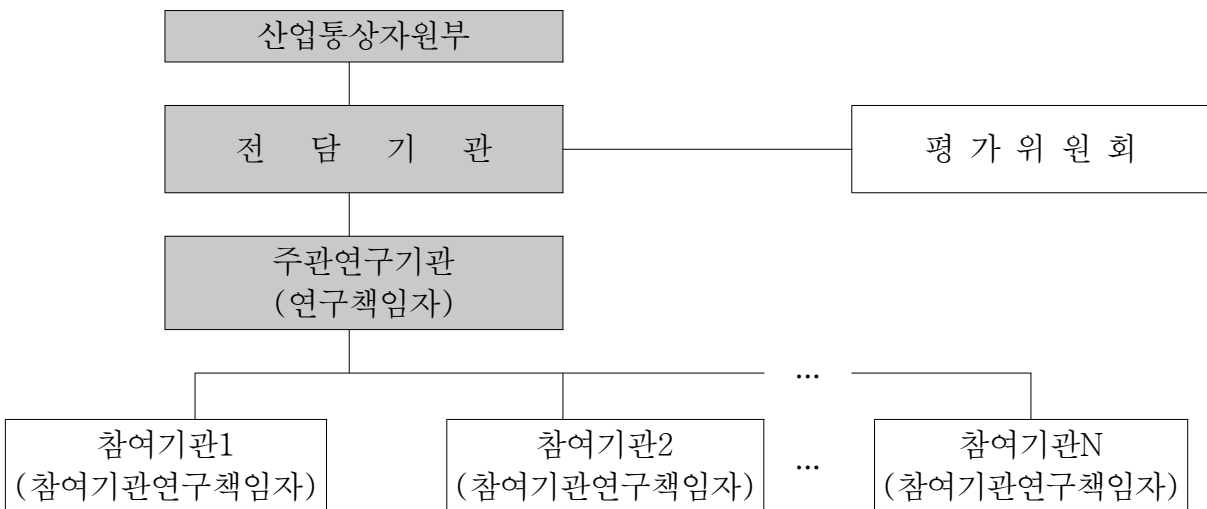 산업통상자원부
전 담 기 관
평 가 위 원 회
주관연구기관
(연구책임자)
...
참여기관1
(참여기관연구책임자)
참여기관2
(참여기관연구책임자)
...
참여기관N
(참여기관연구책임자)